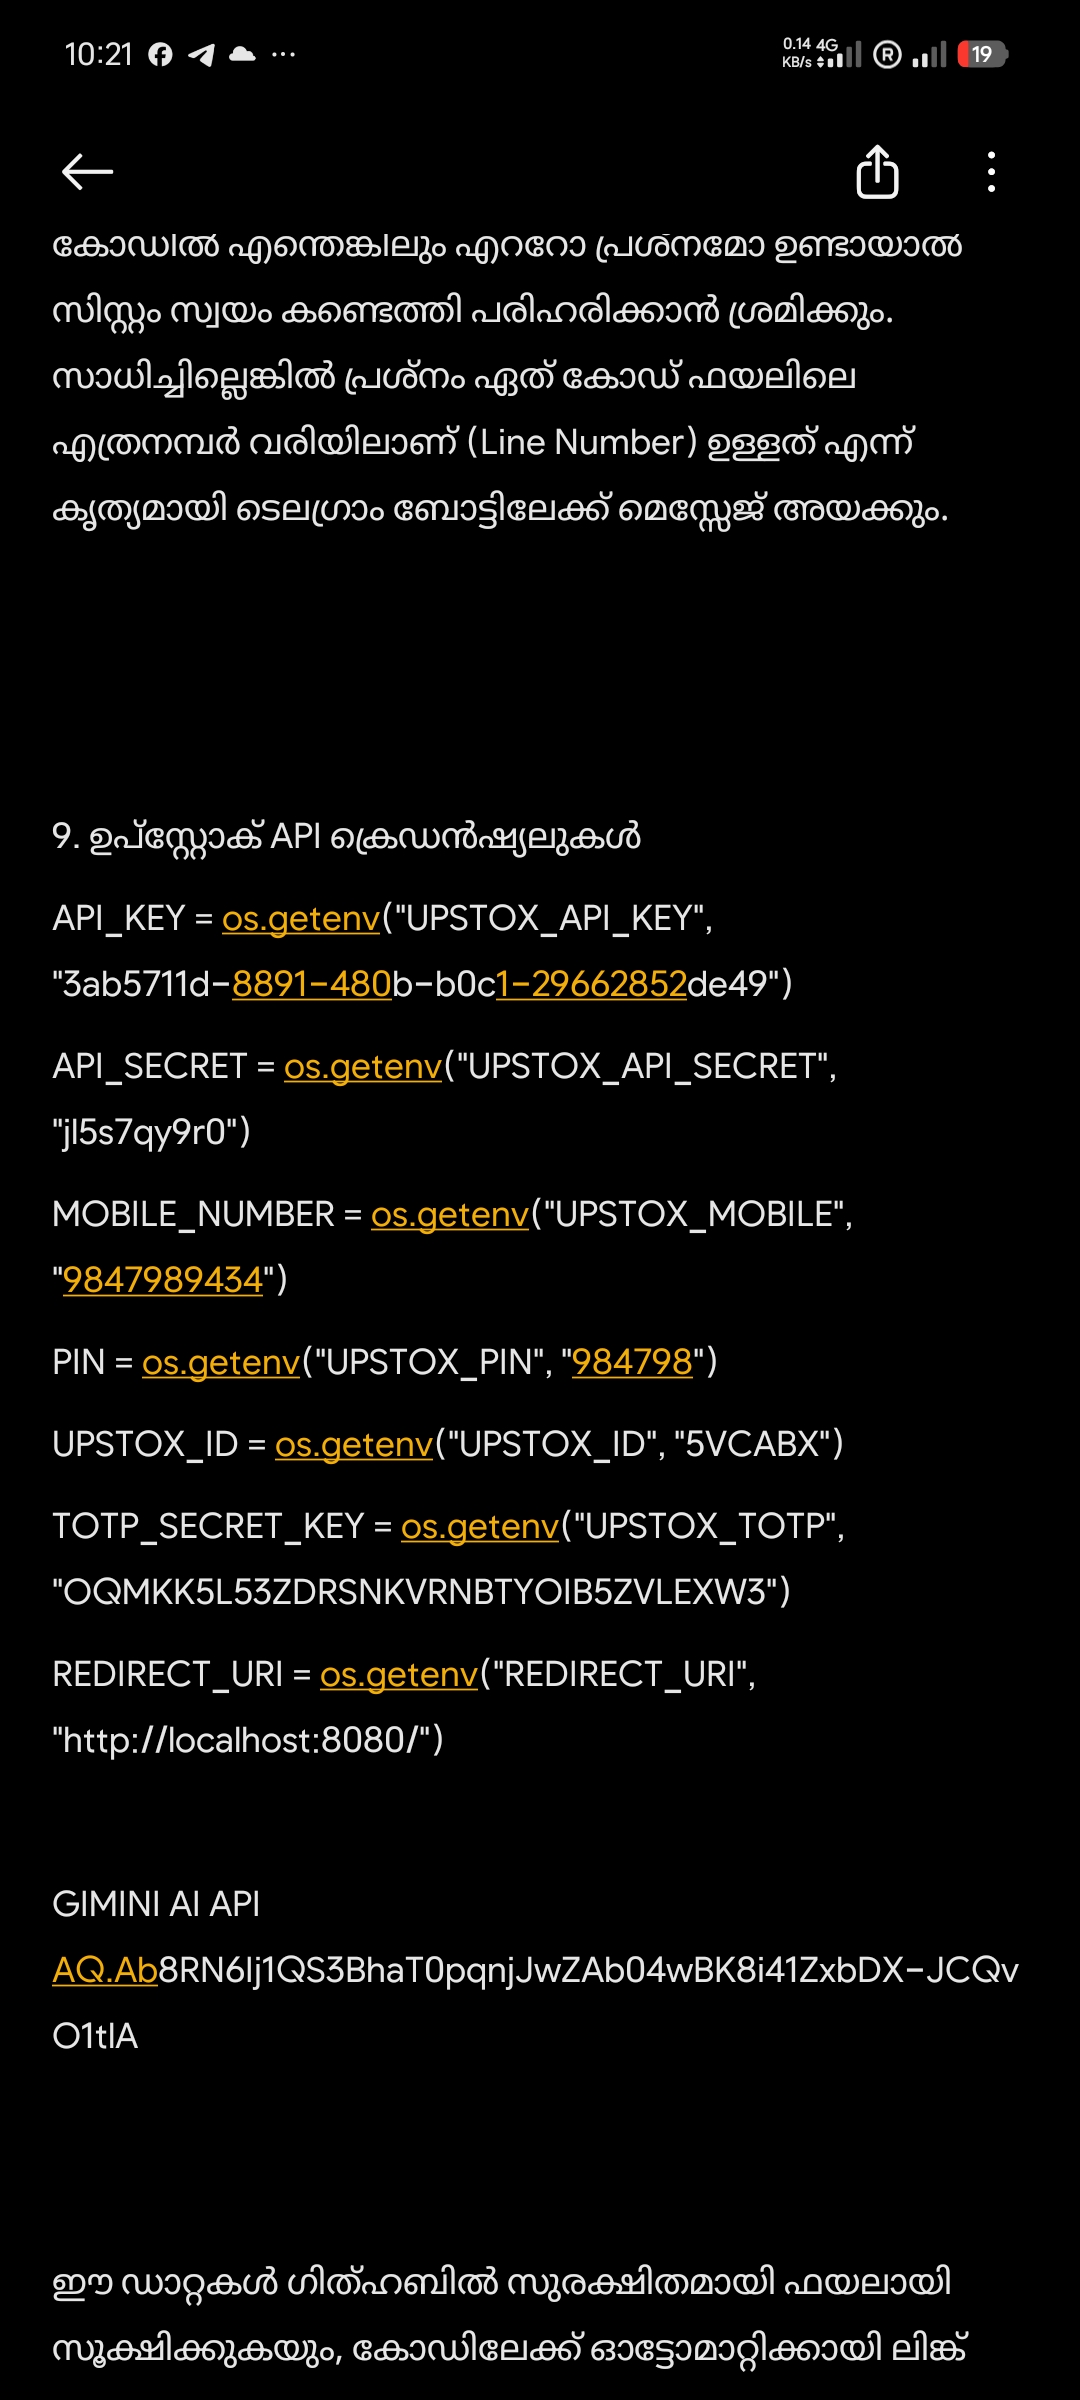 10:21
0.14 4G
KB/s
19
കോഡിൽ എന്തെങ്കിലും എററോ പ്രശ്നമോ ഉണ്ടായാൽ
സിസ്റ്റം സ്വയം കണ്ടെത്തി പരിഹരിക്കാൻ ശ്രമിക്കും.
സാധിച്ചില്ലെങ്കിൽ പ്രശ്നം ഏത് കോഡ് ഫയലിലെ
എത്രനമ്പർ വരിയിലാണ് (Line Number) ഉള്ളത് എന്ന്
കൃത്യമായി ടെലഗ്രാം ബോട്ടിലേക്ക് മെസ്സേജ് അയക്കും.
9. ഉപ്സ്റ്റോക് API ക്രെഡൻഷ്യലുകൾ
API_KEY = os.getenv("UPSTOX_API_KEY",
"3ab5711d-8891-480b-b0c1-29662852de49")
API_SECRET = os.getenv("UPSTOX_API_SECRET",
"jl5s7qy9r0")
MOBILE_NUMBER = os.getenv("UPSTOX_MOBILE",
"9847989434")
PIN = os.getenv("UPSTOX_PIN", "984798")
UPSTOX_ID = os.getenv("UPSTOX_ID", "5VCABX")
TOTP_SECRET_KEY = os.getenv("UPSTOX_TOTP",
"OQMKK5L53ZDRSNKVRNBTYOIB5ZVLEXW3")
REDIRECT_URI = os.getenv("REDIRECT_URI",
"http://localhost:8080/")
GIMINI AI API
AQ.Ab8RN6Ij1QS3BhaT0pqnjJwZAb04wBK8i41ZxbDX-JCQv
O1tlA
ഈ ഡാറ്റകൾ ഗിത്ഹബിൽ സുരക്ഷിതമായി ഫയലായി
സൂക്ഷിക്കുകയും, കോഡിലേക്ക് ഓട്ടോമാറ്റിക്കായി ലിങ്ക്